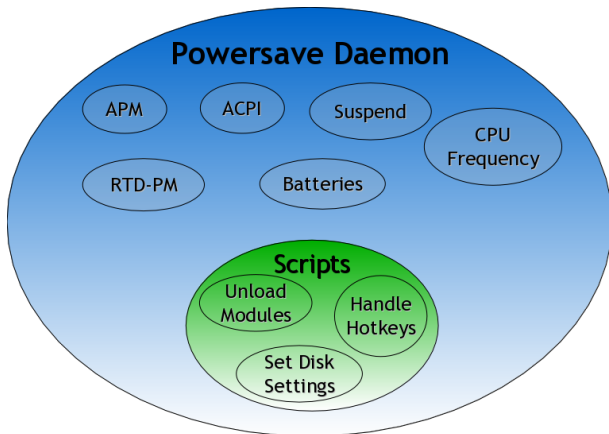 Powersave Daemon
APM
ACPI
Suspend
CPU
Frequency
RTD-PM
Batteries
Scripts
Unload
Modules
Handle
Hotkeys
Set Disk
Settings